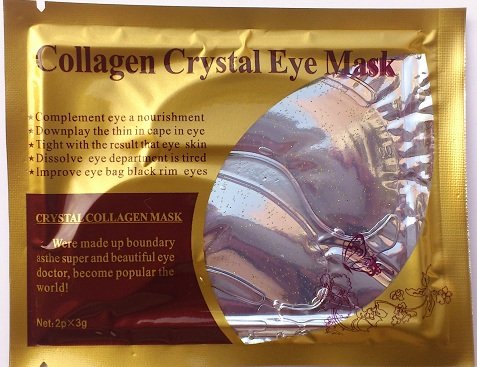 Collagen Crystal Eye Mask
★Complement eye a nourishment
★Downplay the thin in cape in eye
★Tight with the result that eye skin
★Dissolve eye department is tired
★Improve eye bag black rim eyes
CRYSTAL COLLAGEN MASK
Were made up boundary
asthe super and beautiful eye
doctor, become popular the
world!
Net: 2p×3g